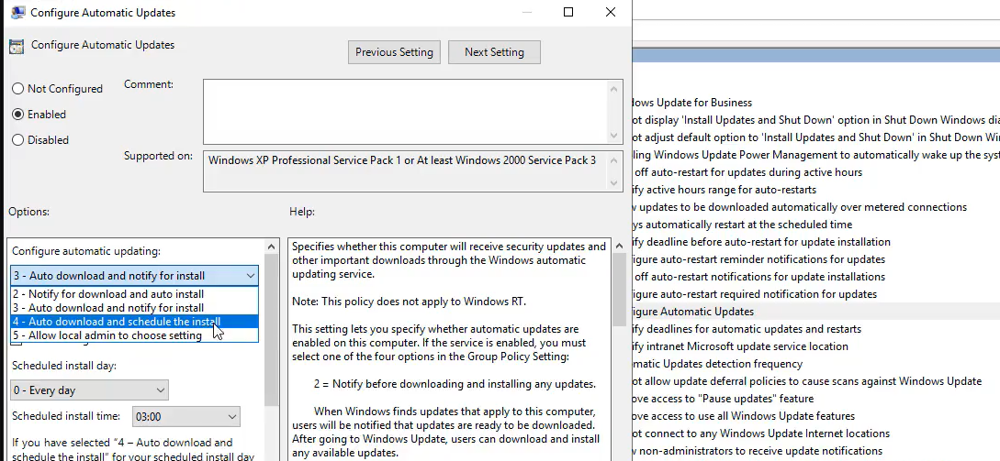 Configure Automatic Updates
Configure Automatic Updates
Previous Setting
Next Setting
Not Configured
Enabled
Disabled
Comment:
Supported on:
Windows XP Professional Service Pack 1 or At least Windows 2000 Service Pack 3
Options:
Help:
Configure automatic updating:
3 - Auto download and notify for install
2 - Notify for download and auto install
3 - Auto download and notify for install
4 - Auto download and schedule the install
5 - Allow local admin to choose setting
Scheduled install day:
0 - Every day
Scheduled install time:
03:00
If you have selected “4 – Auto download and
schedule the install” for your scheduled install day
Specifies whether this computer will receive security updates and
other important downloads through the Windows automatic
updating service.
Note: This policy does not apply to Windows RT.
This setting lets you specify whether automatic updates are
enabled on this computer. If the service is enabled, you must
select one of the four options in the Group Policy Setting:
2 = Notify before downloading and installing any updates.
When Windows finds updates that apply to this computer,
users will be notified that updates are ready to be downloaded.
After going to Windows Update, users can download and install
any available updates.
dows Update for Business
ot display 'Install Updates and Shut Down' option in Shut Down Windows dia
ot adjust default option to 'Install Updates and Shut Down' in Shut Down Wi
ling Windows Update Power Management to automatically wake up the syst
off auto-restart for updates during active hours
ify active hours range for auto-restarts
w updates to be downloaded automatically over metered connections
ys automatically restart at the scheduled time
ify deadline before auto-restart for update installation
igure auto-restart reminder notifications for updates
off auto-restart notifications for update installations
igure auto-restart required notification for updates
igure Automatic Updates
ify deadlines for automatic updates and restarts
ify intranet Microsoft update service location
matic Updates detection frequency
ot allow update deferral policies to cause scans against Windows Update
ove access to "Pause updates" feature
ove access to use all Windows Update features
ot connect to any Windows Update Internet locations
w non-administrators to receive update notifications